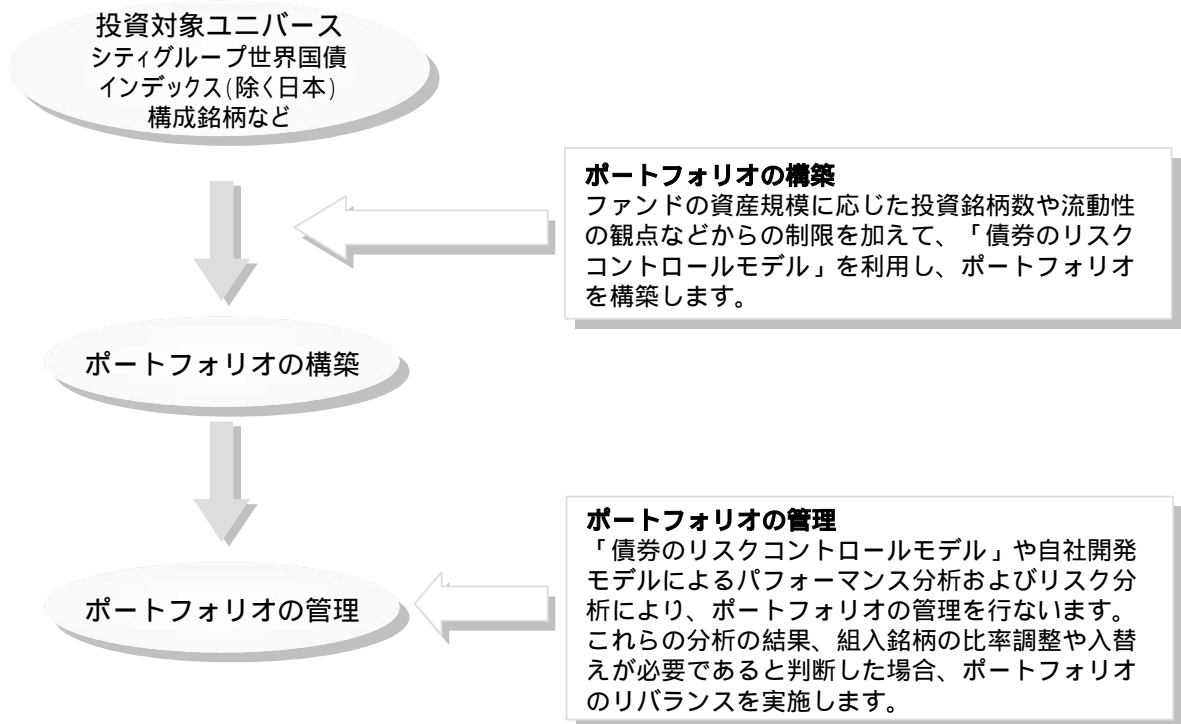 投資対象ユニバース
シティグループ世界国債
インデックス(除く日本)
構成銘柄など
ポートフォリオの構築
ファンドの資産規模に応じた投資銘柄数や流動性
の観点などからの制限を加えて、「債券のリスク
コントロールモデル」を利用し、ポートフォリオ
を構築します。
ポートフォリオの構築
ポートフォリオの管理
ポートフォリオの管理
「債券のリスクコントロールモデル」や自社開発
モデルによるパフォーマンス分析およびリスク分
析により、ポートフォリオの管理を行ないます。
これらの分析の結果、組入銘柄の比率調整や入替
えが必要であると判断した場合、ポートフォリオ
のリバランスを実施します。